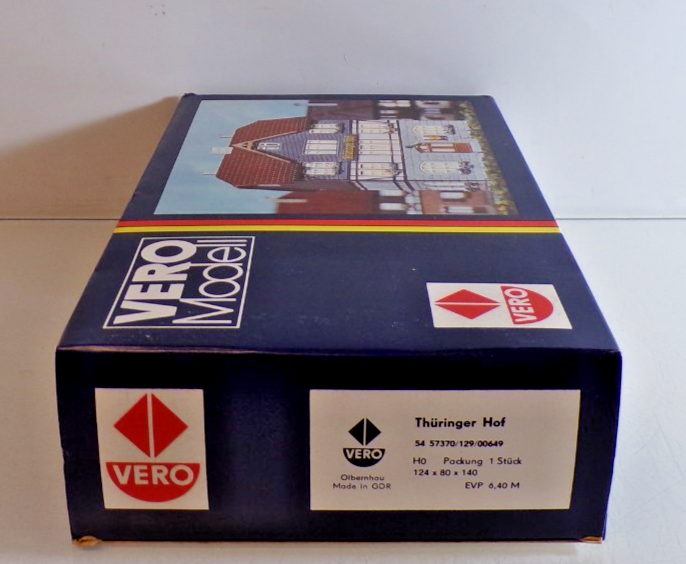 VERO
Modell
VERO
VERO
VERO
Olbernhau
Made in GDR
Thüringer Hof
54 57370/129/00649
H0 Packung 1 Stück
124 x 80 x 140
EVP 6,40 M